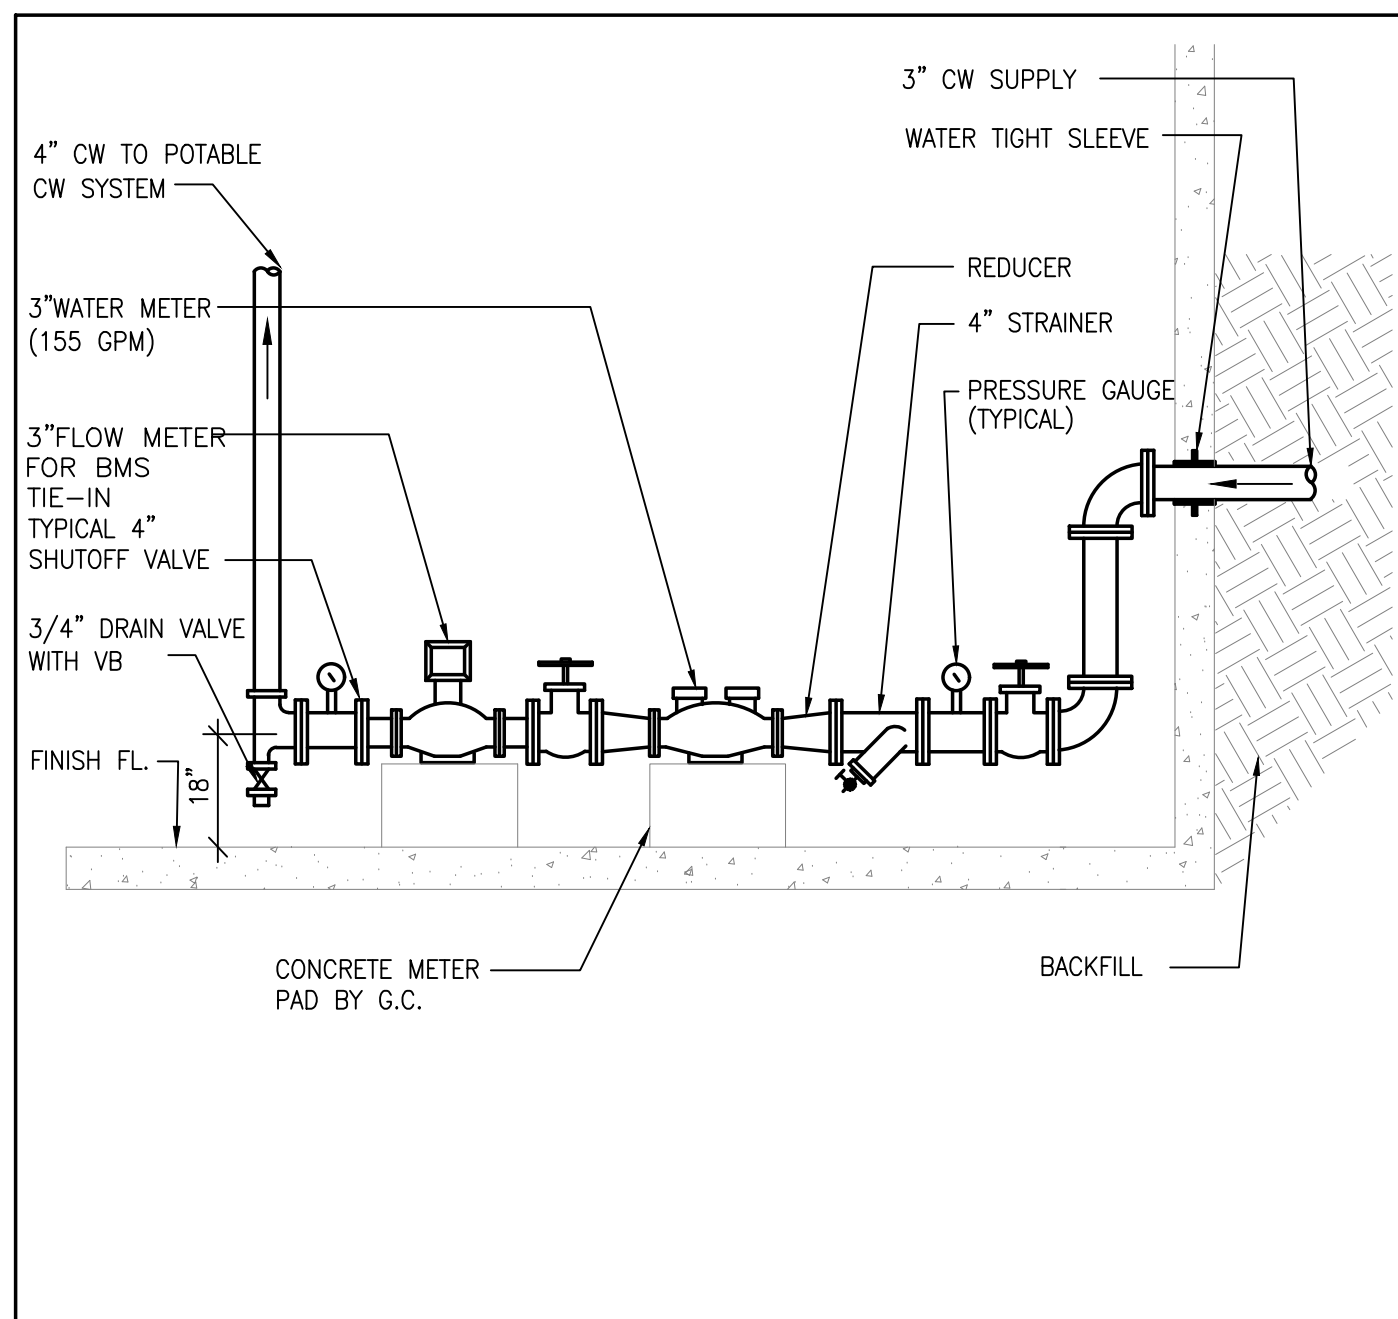 3" CW SUPPLY
WATER TIGHT SLEEVE
4" CW TO POTABLE
CW SYSTEM
REDUCER
3"WATER METER
(155 GPM)
4" STRAINER
PRESSURE GAUGE
(TYPICAL)
3"FLOW METER
FOR BMS
TIE-IN
TYPICAL 4"
SHUTOFF VALVE
3/4" DRAIN VALVE
WITH VB
FINISH FL.
18"
CONCRETE METER
PAD BY G.C.
BACKFILL